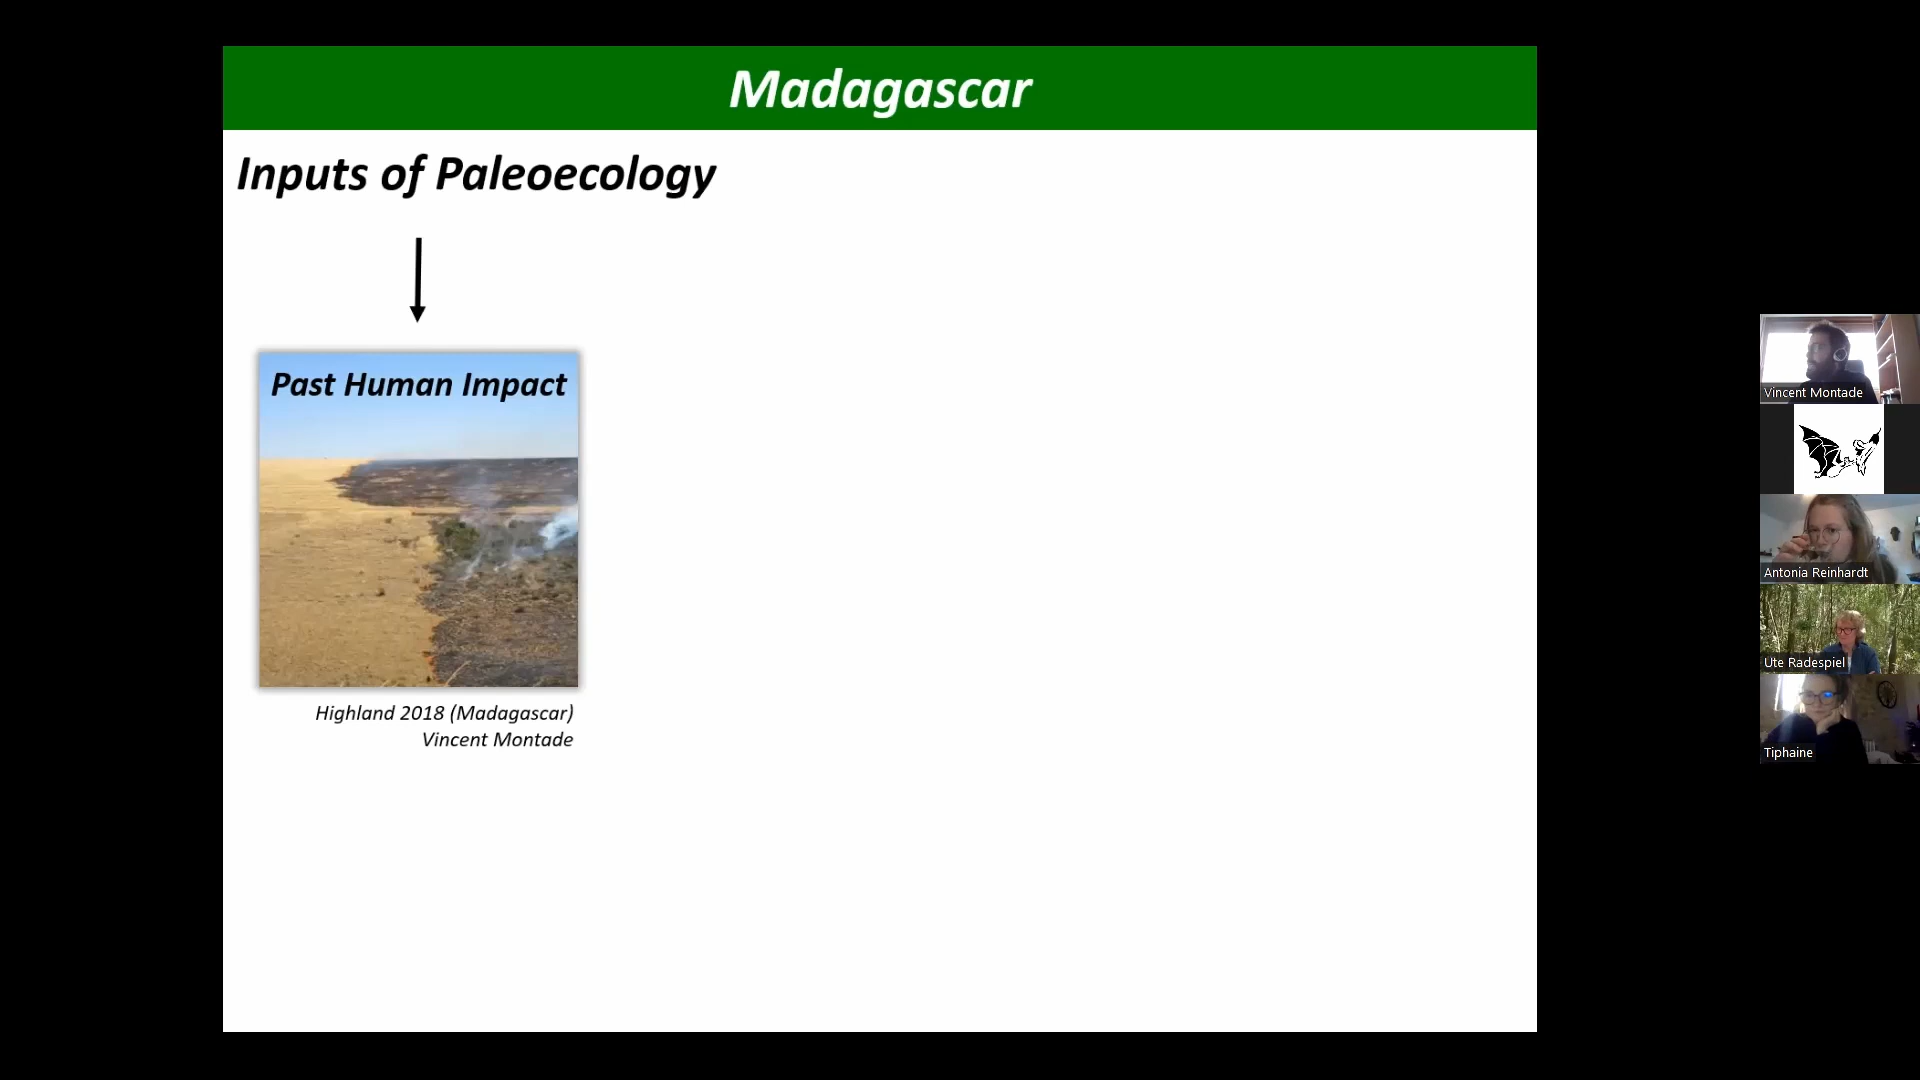 Madagascar
Inputs of Paleoecology
Past Human Impact
Highland 2018 (Madagascar)
Vincent Montade
Vincent Montade
Antonia Reinhardt
Ute Radespiel
Tiphaine